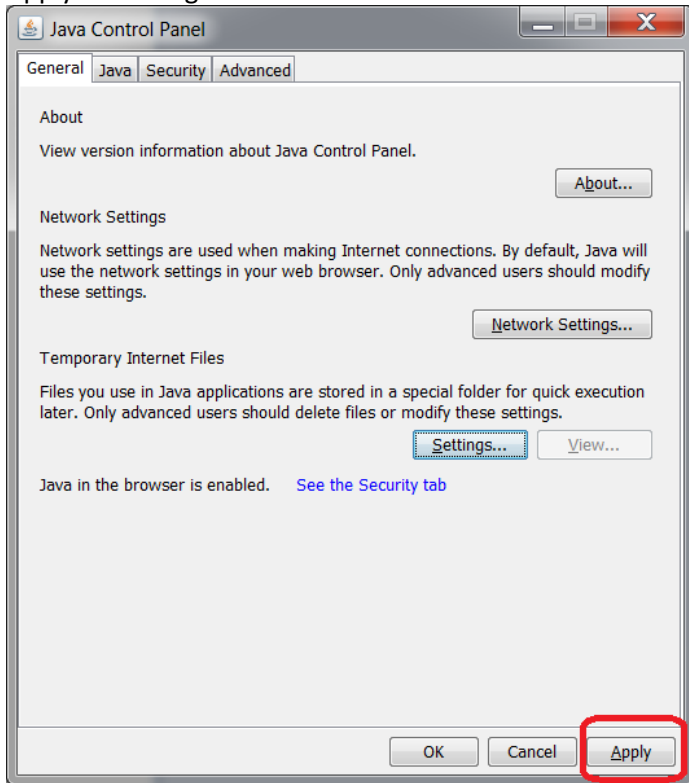 Java Control Panel
General Java Security Advanced
About
View version information about Java Control Panel.
About...
Network Settings
Network settings are used when making Internet connections. By default, Java will
use the network settings in your web browser. Only advanced users should modify
these settings.
Network Settings...
Temporary Internet Files
Files you use in Java applications are stored in a special folder for quick execution
later. Only advanced users should delete files or modify these settings.
Settings... View...
Java in the browser is enabled. See the Security tab
OK Cancel Apply